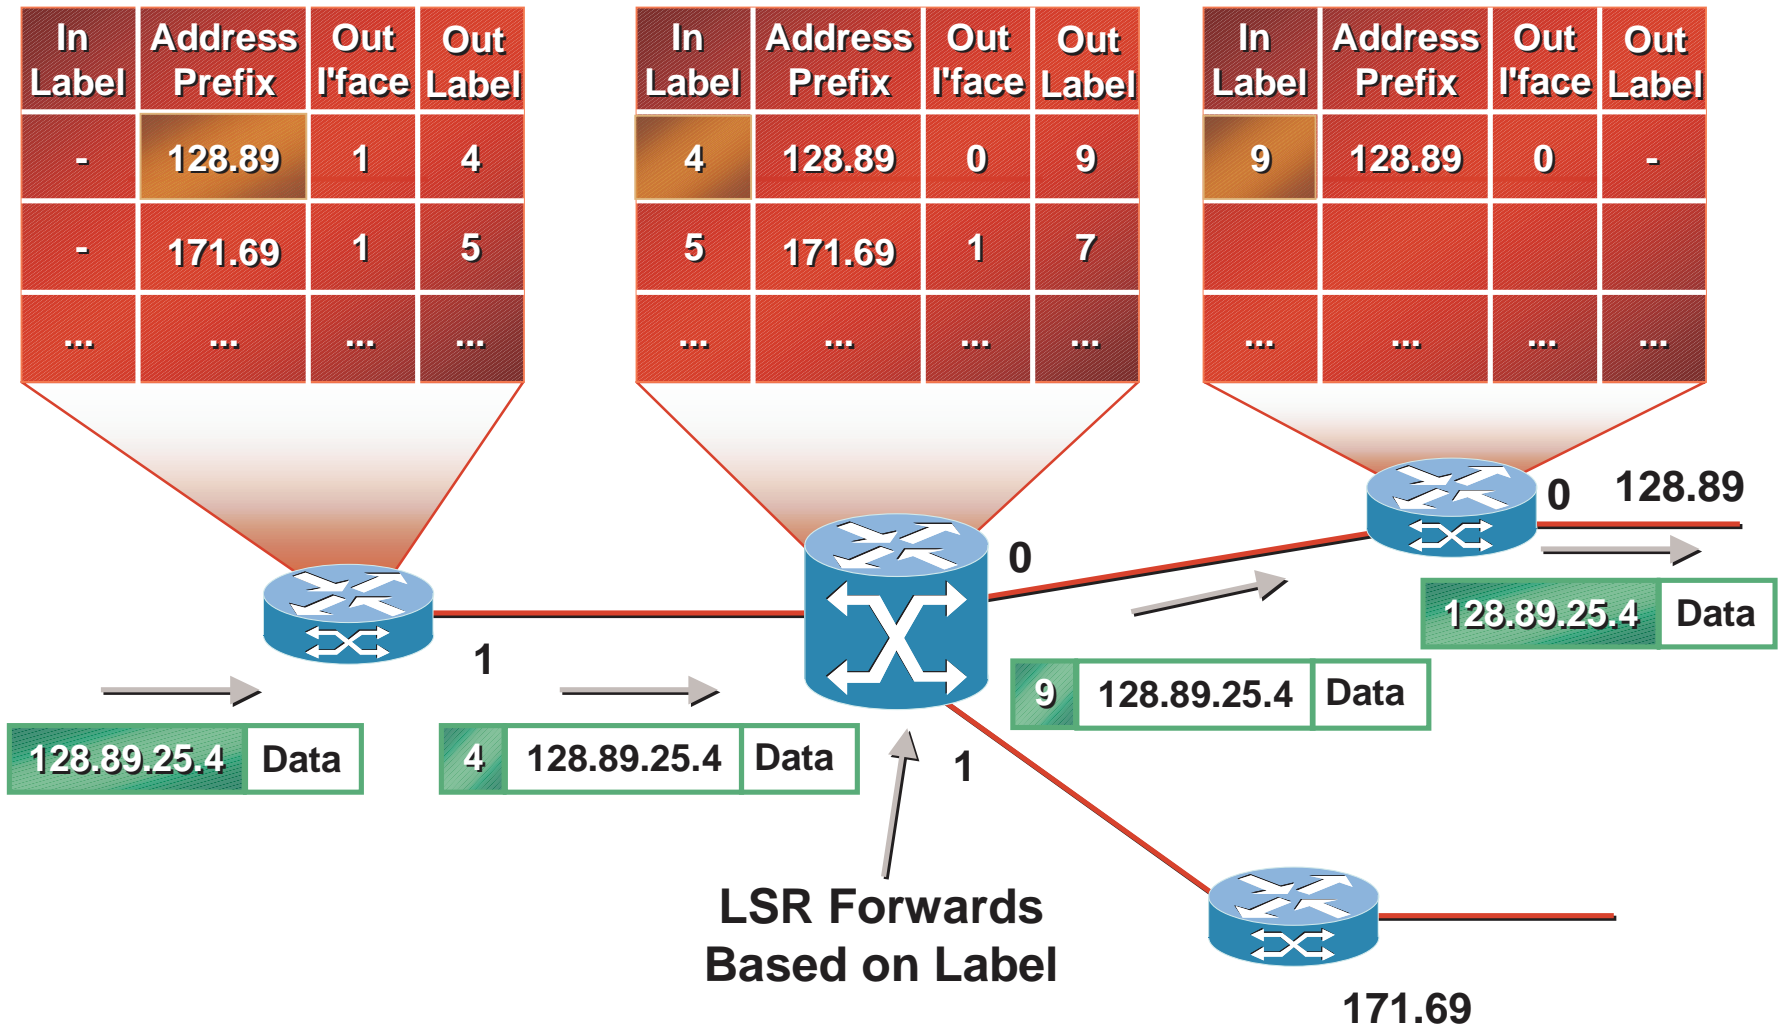 In Label Address Prefix Out I'face Out Label
- 128.89 1 4
- 171.69 1 5
... ... ... ...
In Label Address Prefix Out I'face Out Label
4 128.89 0 9
5 171.69 1 7
... ... ... ...
In Label Address Prefix Out I'face Out Label
9 128.89 0 -
... ... ... ...
0 128.89
0
1
128.89.25.4 Data
9 128.89.25.4 Data
128.89.25.4 Data
4 128.89.25.4 Data
1
LSR Forwards
Based on Label
171.69